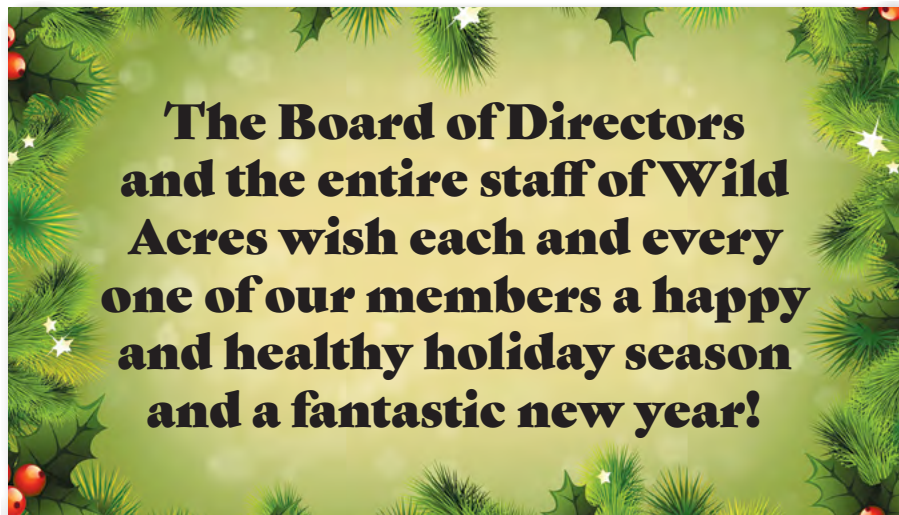 The Board of Directors
and the entire staff of Wild
Acres wish each and every
one of our members a happy
and healthy holiday season
and a fantastic new year!